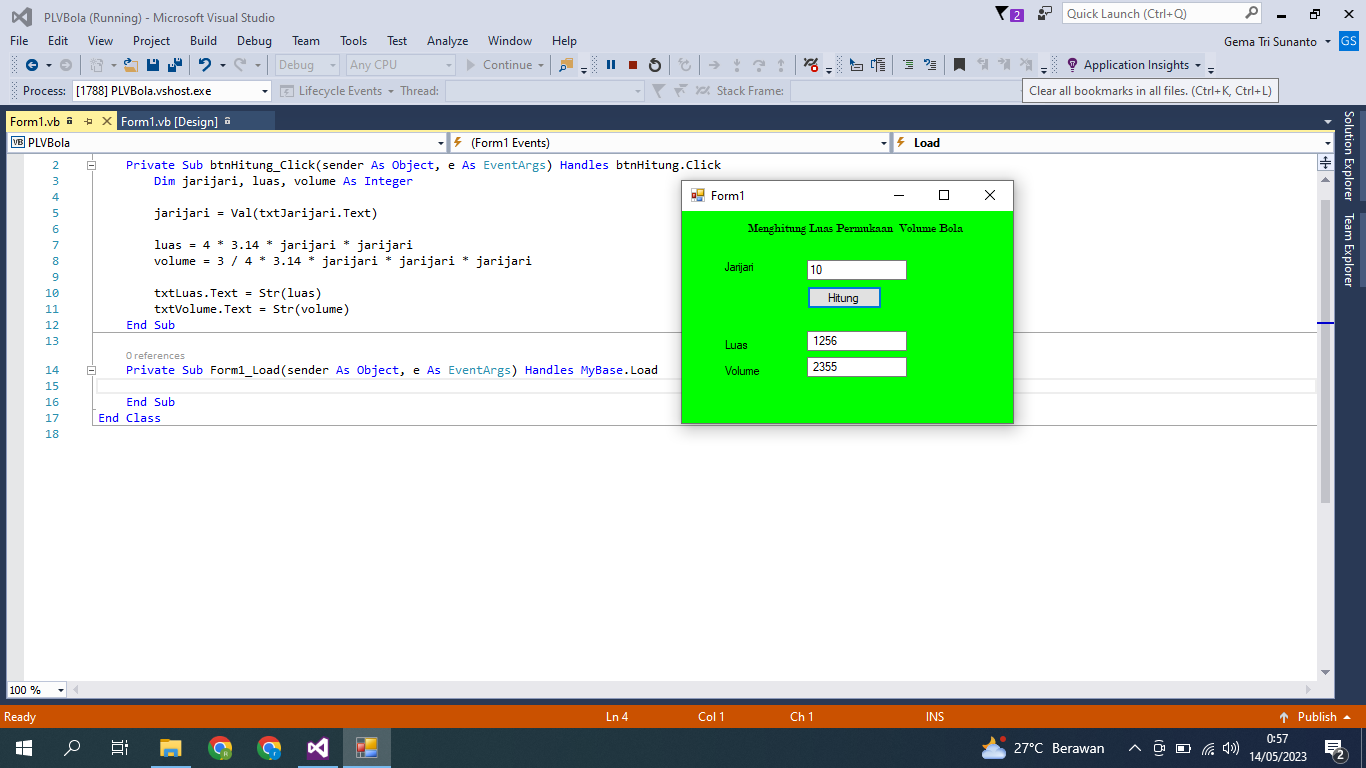 PLVBola (Running) - Microsoft Visual Studio
2
Quick Launch (Ctrl+Q)
File Edit View Project Build Debug Team Tools Test Analyze Window Help
Gema Tri Sunanto
GS
Debug Any CPU Continue Application Insights
Process: [1788] PLVBola.vshost.exe Lifecycle Events Thread: Stack Frame:
Clear all bookmarks in all files. (Ctrl+K, Ctrl+L)
Form1.vb Form1.vb [Design]
VB PLVBola (Form1 Events) Load
Solution Explorer
Team Explorer
2 Private Sub btnHitung_Click(sender As Object, e As EventArgs) Handles btnHitung.Click
3 Dim jarijari, luas, volume As Integer
4
5 jarijari = Val(txtJarijari.Text)
6
7 luas = 4 * 3.14 * jarijari * jarijari
8 volume = 3 / 4 * 3.14 * jarijari * jarijari * jarijari
9
10 txtLuas.Text = Str(luas)
11 txtVolume.Text = Str(volume)
12 End Sub
13
0 references
14 Private Sub Form1_Load(sender As Object, e As EventArgs) Handles MyBase.Load
15
16 End Sub
17 End Class
18
Form1
Menghitung Luas Permukaan Volume Bola
Jarijari 10
Hitung
Luas 1256
Volume 2355
100 %
Ready Ln 4 Col 1 Ch 1 INS Publish
27°C Berawan
0:57
14/05/2023
2